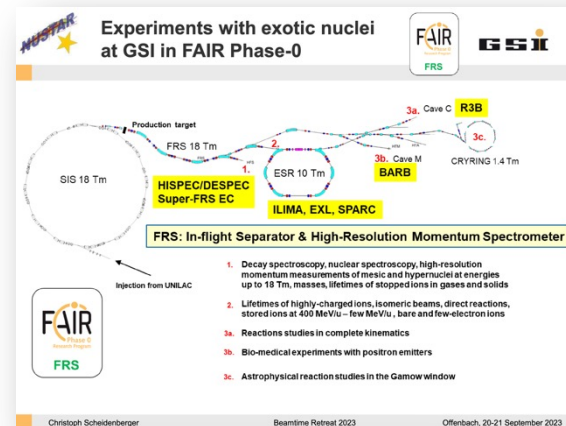 NUSTAR
Experiments with exotic nuclei
at GSI in FAIR Phase-0
FAIR
FRS
GSI
Production target
FRS 18 Tm
SIS 18 Tm
1.
2.
HISPEC/DESPEC
Super-FRS EC
ESR 10 Tm
ILIMA, EXL, SPARC
3a. Cave C R3B
3b. Cave M
BARB
3c.
CRYRING 1.4 Tm
FRS: In-flight Separator & High-Resolution Momentum Spectrometer
Injection from UNILAC
1. Decay spectroscopy, nuclear spectroscopy, high-resolution
momentum measurements of mesic and hypernuclei at energies
up to 18 Tm, masses, lifetimes of stopped ions in gases and solids
2. Lifetimes of highly-charged ions, isomeric beams, direct reactions,
stored ions at 400 MeV/u – few MeV/u , bare and few-electron ions
3a. Reactions studies in complete kinematics
3b. Bio-medical experiments with positron emitters
3c. Astrophysical reaction studies in the Gamow window
FAIR
Phase-0
Research Program
FRS
Christoph Scheidenberger
Beamtime Retreat 2023
Offenbach, 20-21 September 2023